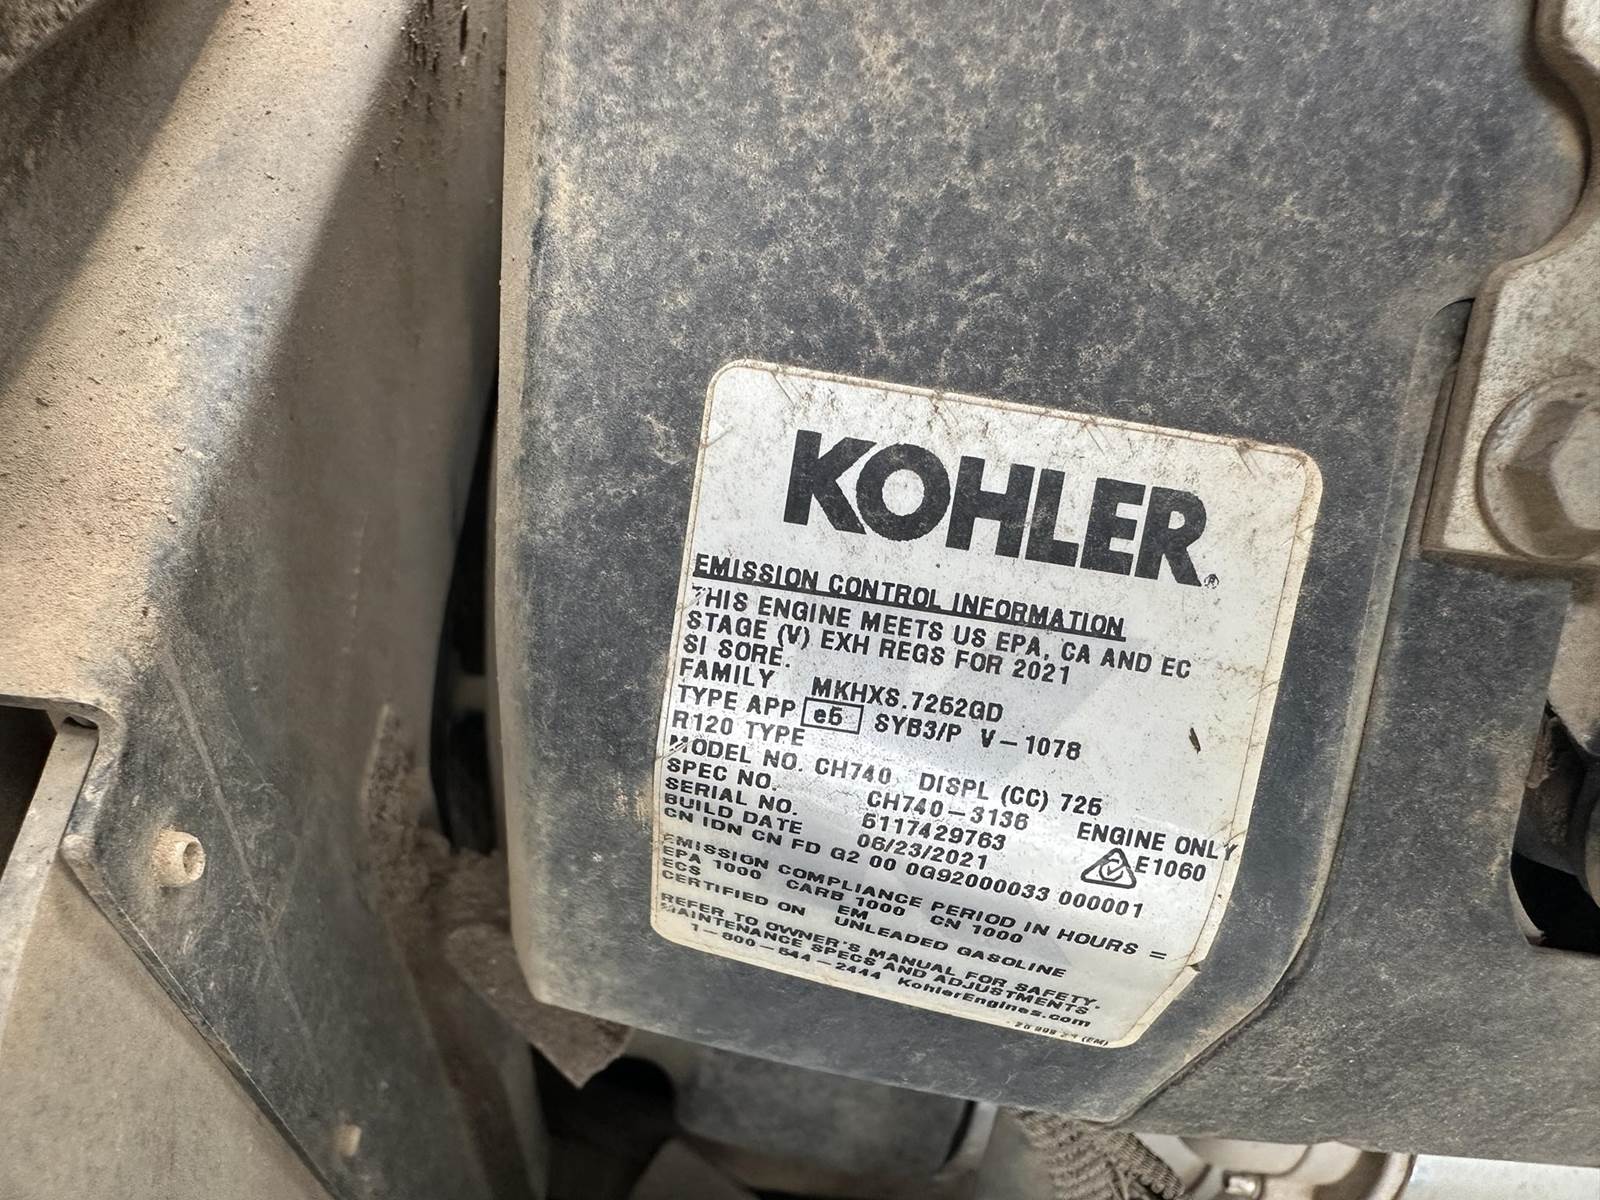 KOHLER®
EMISSION CONTROL INFORMATION
THIS ENGINE MEETS US EPA, CA AND EC
STAGE (V) EXH REGS FOR 2021
SI SORE.
FAMILY MKHXS.7252GD
TYPE APP e5 SYB3/P V-1078
R120 TYPE
MODEL NO. CH740 DISPL (CC) 725
SPEC NO. CH740-3136 ENGINE ONLY
SERIAL NO. 5117429763 E1060
BUILD DATE 06/23/2021
CN IDN CN FD G2 00 0G92000033 000001
EMISSION COMPLIANCE PERIOD IN HOURS =
EPA 1000 CARB 1000 CN 1000
ECS EM
CERTIFIED ON UNLEADED GASOLINE
REFER TO OWNER'S MANUAL FOR SAFETY,
MAINTENANCE SPECS AND ADJUSTMENTS
1-800-544-2444 KohlerEngines.com
(EM)